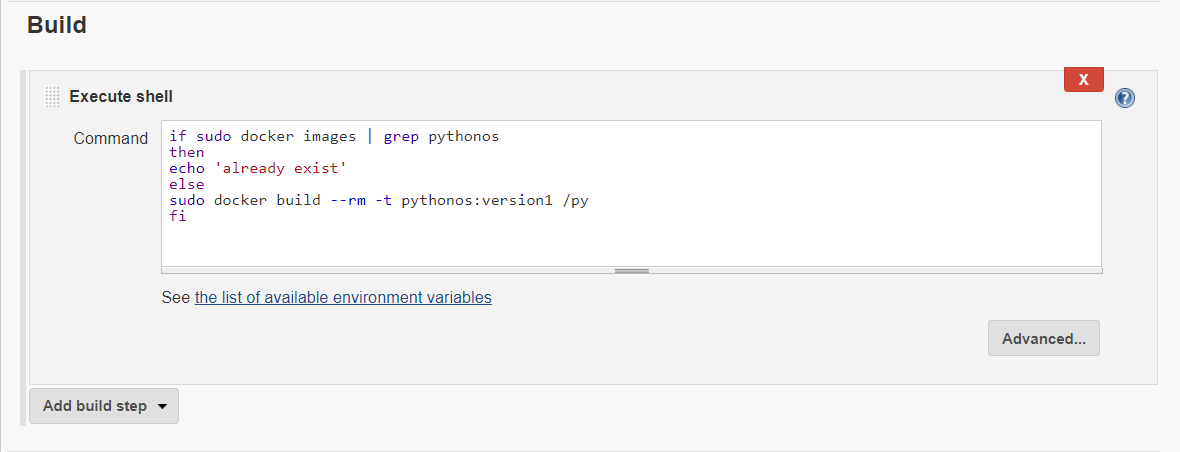 Build
X
Execute shell
?
Command
if sudo docker images | grep pythonos
then
echo 'already exist'
else
sudo docker build --rm -t pythonos:version1 /py
fi
See the list of available environment variables
Advanced...
Add build step